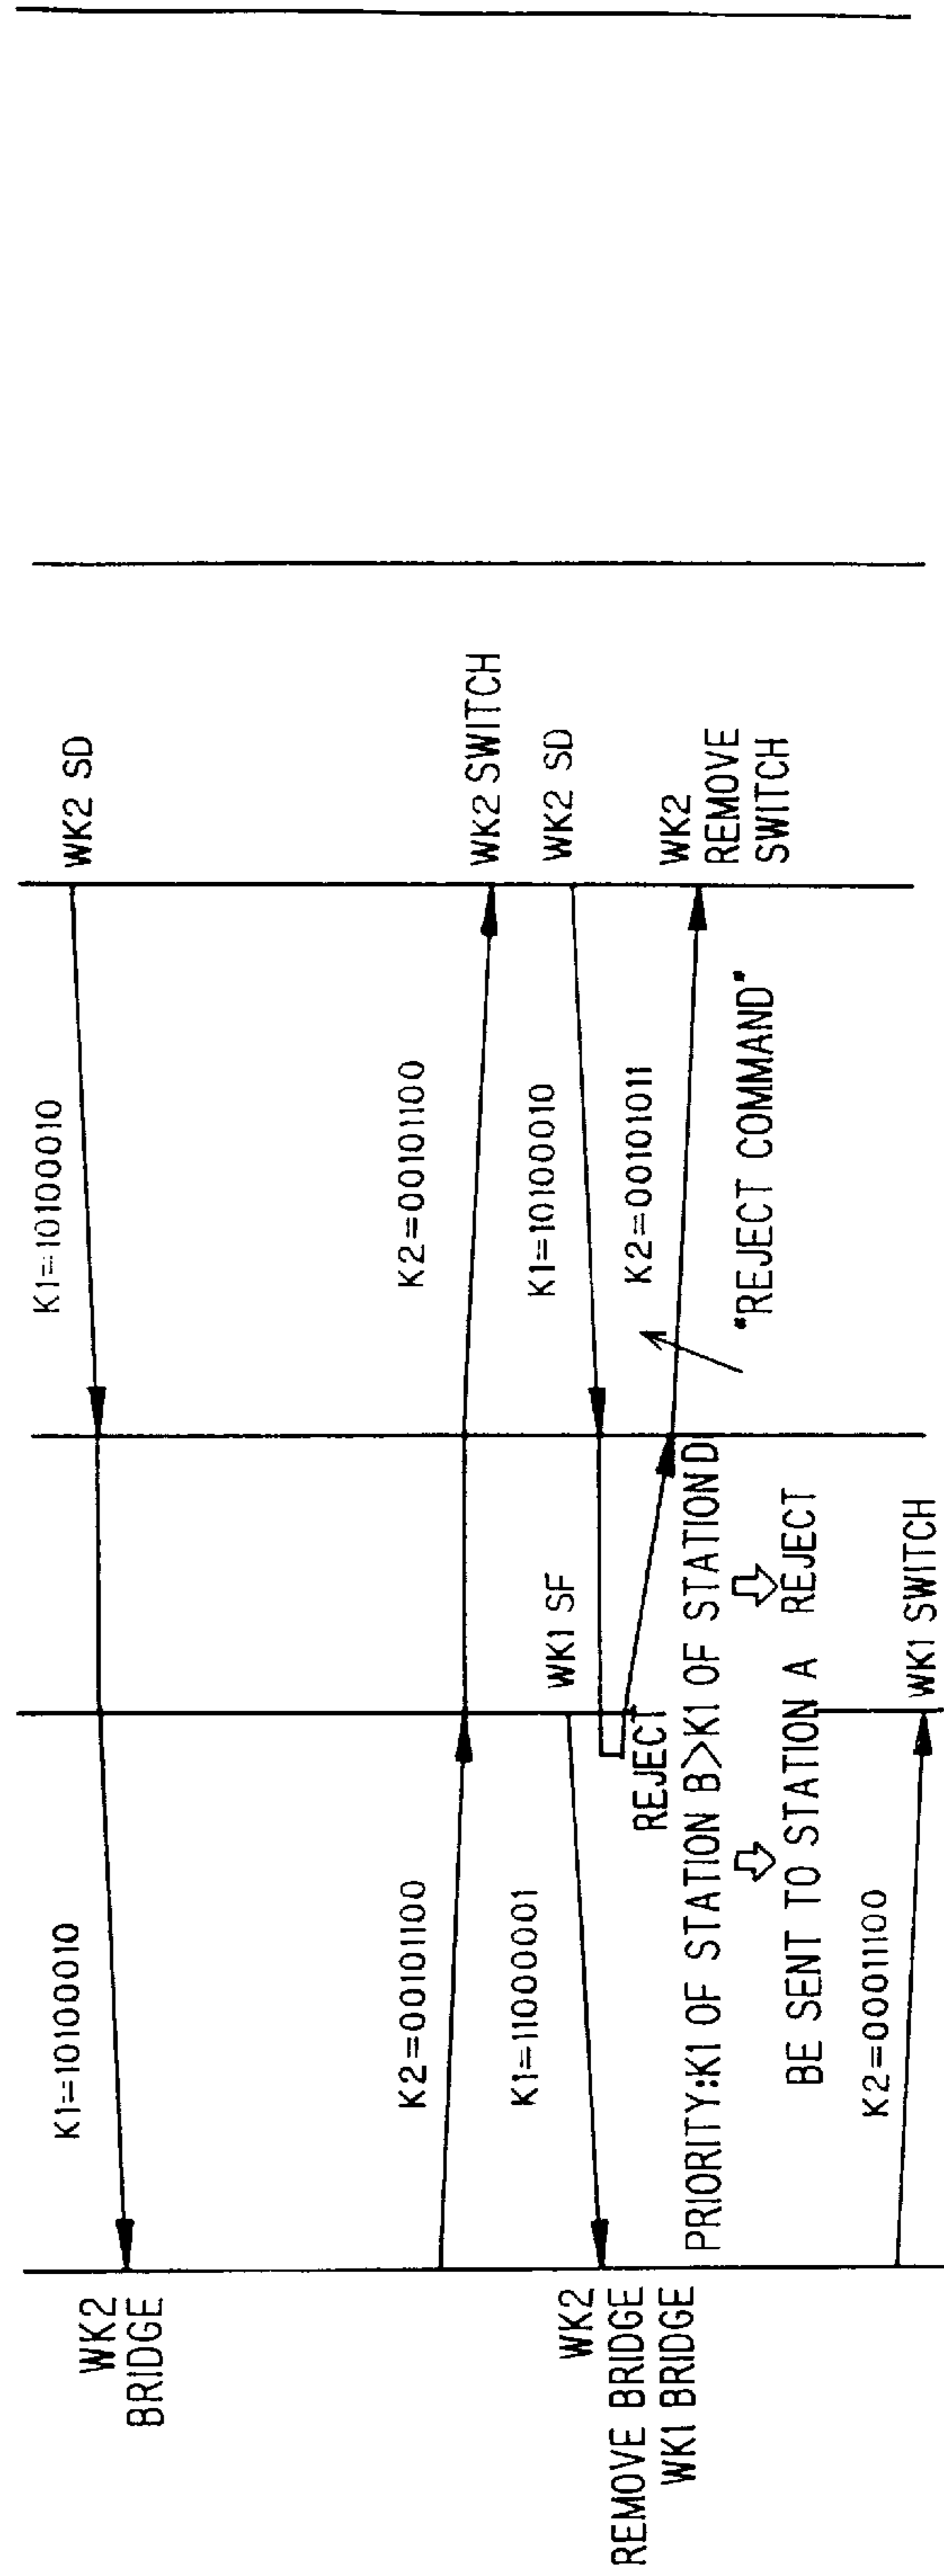 WK2
BRIDGE
K1=10100010
K1=10100010
WK2 SD
K2=00101100
K2=00101100
WK2 SWITCH
WK2
REMOVE BRIDGE
WK1 BRIDGE
K1=11000001
WK1 SF
K1=10100010
WK2 SD
REJECT
K2=00101011
WK2
REMOVE
SWITCH
"REJECT COMMAND"
PRIORITY:K1 OF STATION B>K1 OF STATION D
BE SENT TO STATION A REJECT
K2=00011100
WK1 SWITCH